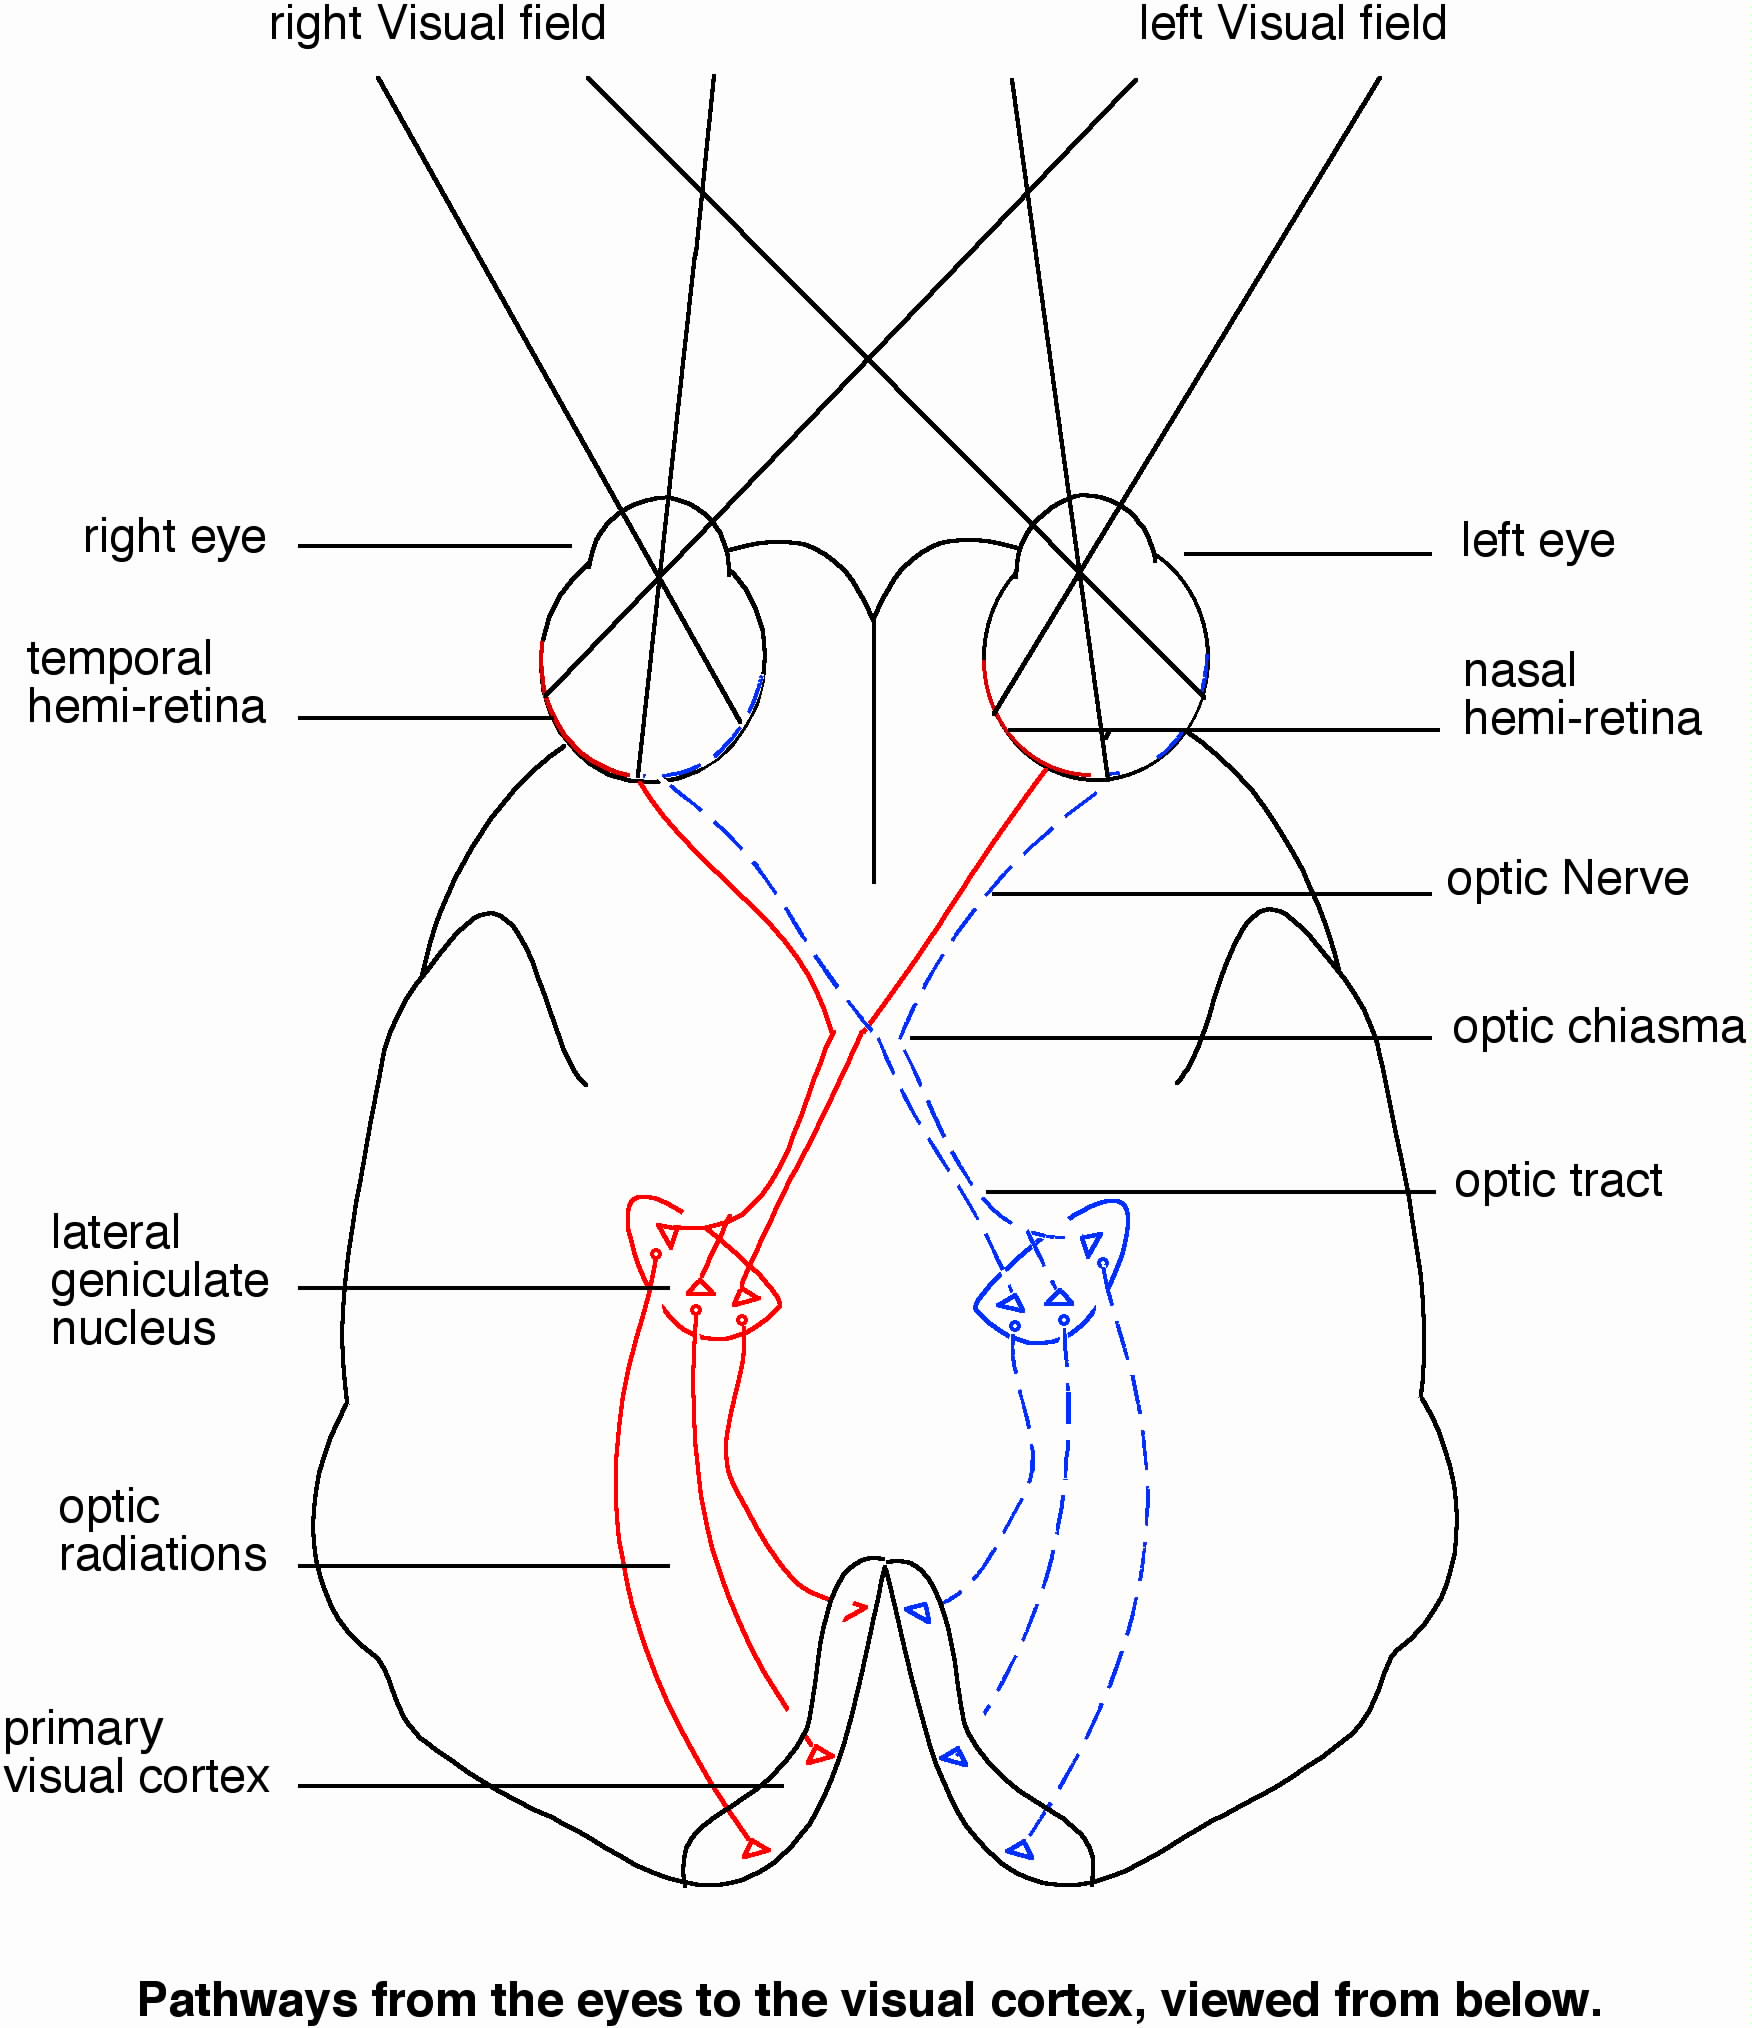 right Visual field
left Visual field
right eye
left eye
temporal
hemi-retina
nasal
hemi-retina
optic Nerve
optic chiasma
optic tract
lateral
geniculate
nucleus
optic
radiations
primary
visual cortex
Pathways from the eyes to the visual cortex, viewed from below.